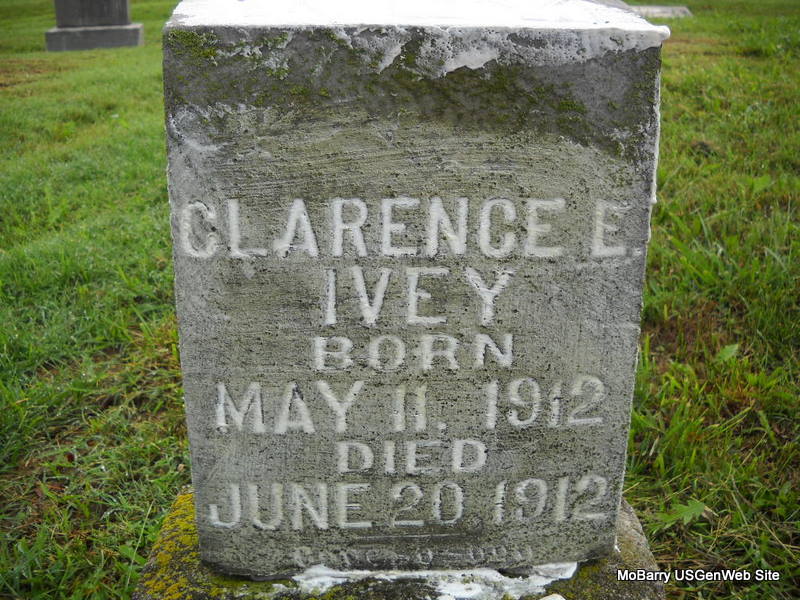 CLARENCE E.
IVEY
BORN
MAY 11, 1912
DIED
JUNE 20 1912
MoBarry USGenWeb Site